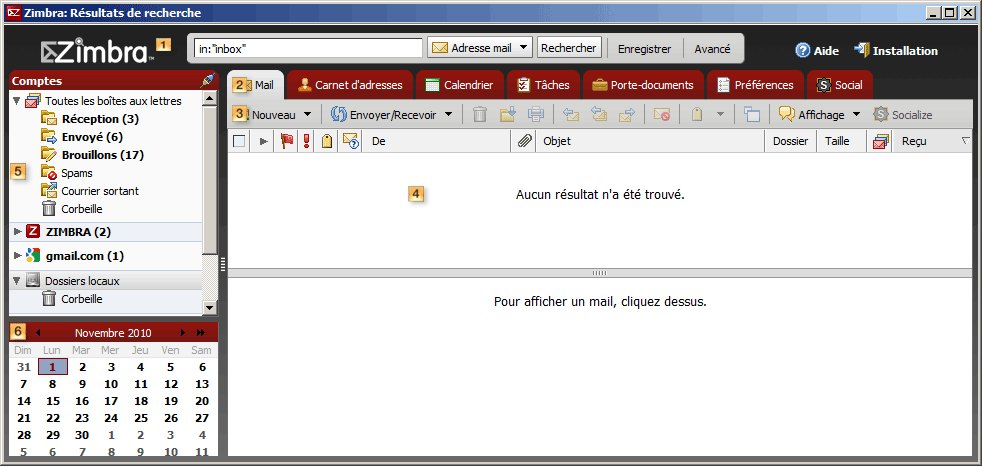 Zimbra: Résultats de recherche
Zimbra™ 1 in:"inbox" Adresse mail Rechercher Enregistrer Avancé Aide Installation
Comptes
2 Mail Carnet d'adresses Calendrier Tâches Porte-documents Préférences Social
3 Nouveau Envoyer/Recevoir Affichage Socialize
De Objet Dossier Taille Reçu
Toutes les boîtes aux lettres
Réception (3)
Envoyé (6)
Brouillons (17)
5 Spams
Courrier sortant
Corbeille
ZIMBRA (2)
gmail.com (1)
Dossiers locaux
Corbeille
4 Aucun résultat n'a été trouvé.
Pour afficher un mail, cliquez dessus.
6 Novembre 2010
Dim Lun Mar Mer Jeu Ven Sam
31 1 2 3 4 5 6
7 8 9 10 11 12 13
14 15 16 17 18 19 20
21 22 23 24 25 26 27
28 29 30 1 2 3 4
5 6 7 8 9 10 11